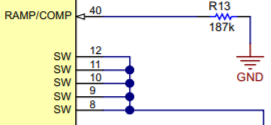 R13
RAMP/COMP 40
187k
GND
SW 12
SW 11
SW 10
SW 9
SW 8